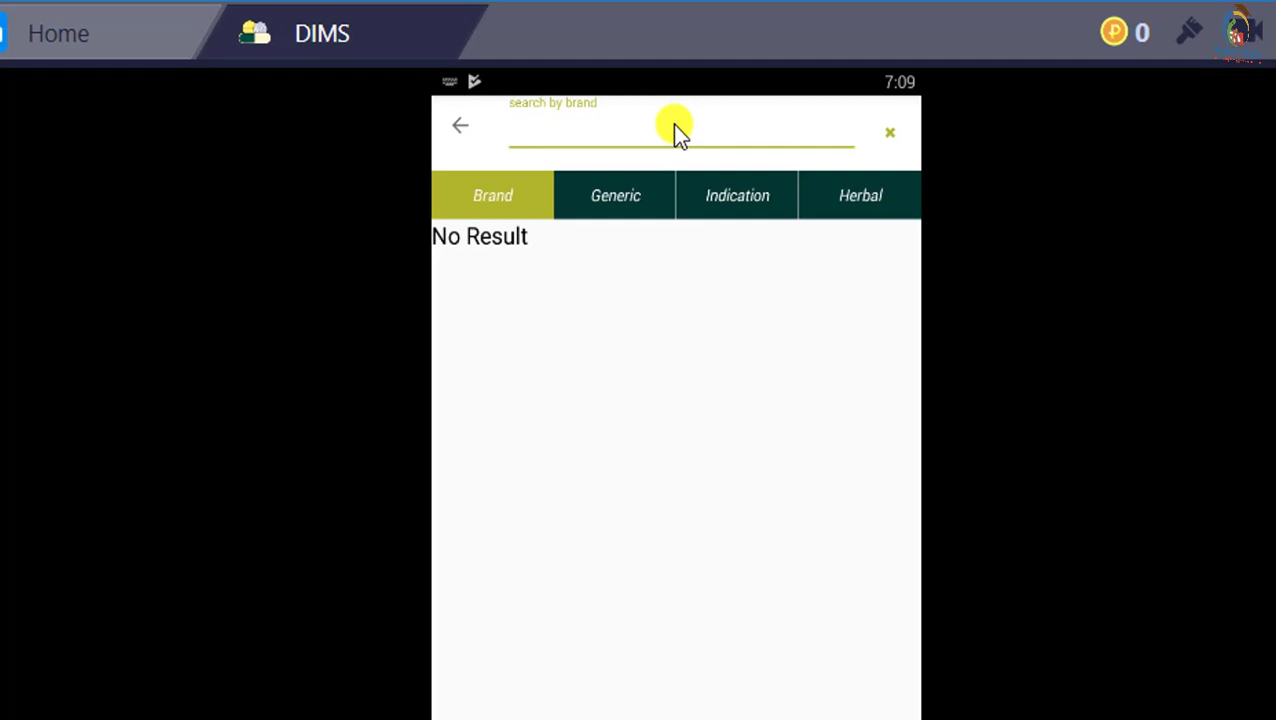 Home
DIMS
0
7:09
search by brand
Brand
Generic
Indication
Herbal
No Result